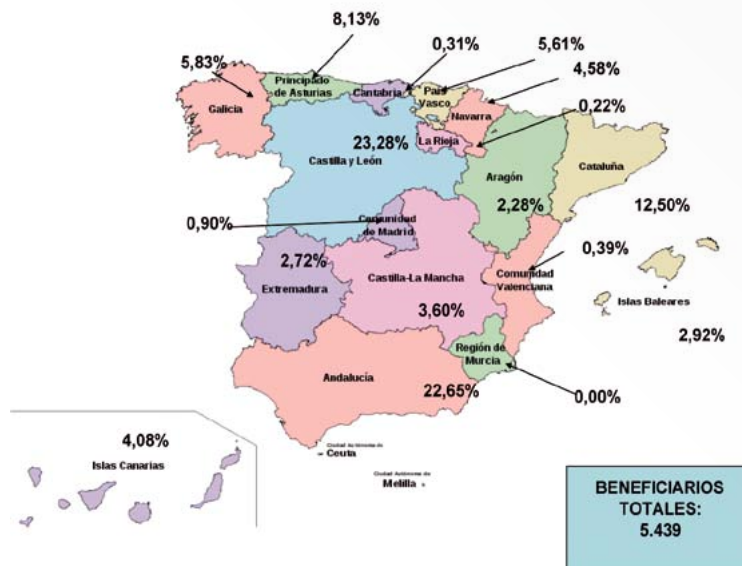 8,13%
0,31%
5,61%
5,83%
4,58%
Principado
de Asturias
Cantabria
País
Vasco
Galicia
Navarra
0,22%
La Rioja
23,28%
Castilla y León
Cataluña
Aragón
2,28%
12,50%
0,90%
Comunidad
de Madrid
0,39%
2,72%
Castilla-La Mancha
Comunidad
Valenciana
Extremadura
Islas Baleares
3,60%
2,92%
Región de
Murcia
Andalucía
22,65%
0,00%
4,08%
Islas Canarias
Ciudad Autónoma de
Ceuta
Ciudad Autónoma de
Melilla
BENEFICIARIOS
TOTALES:
5.439